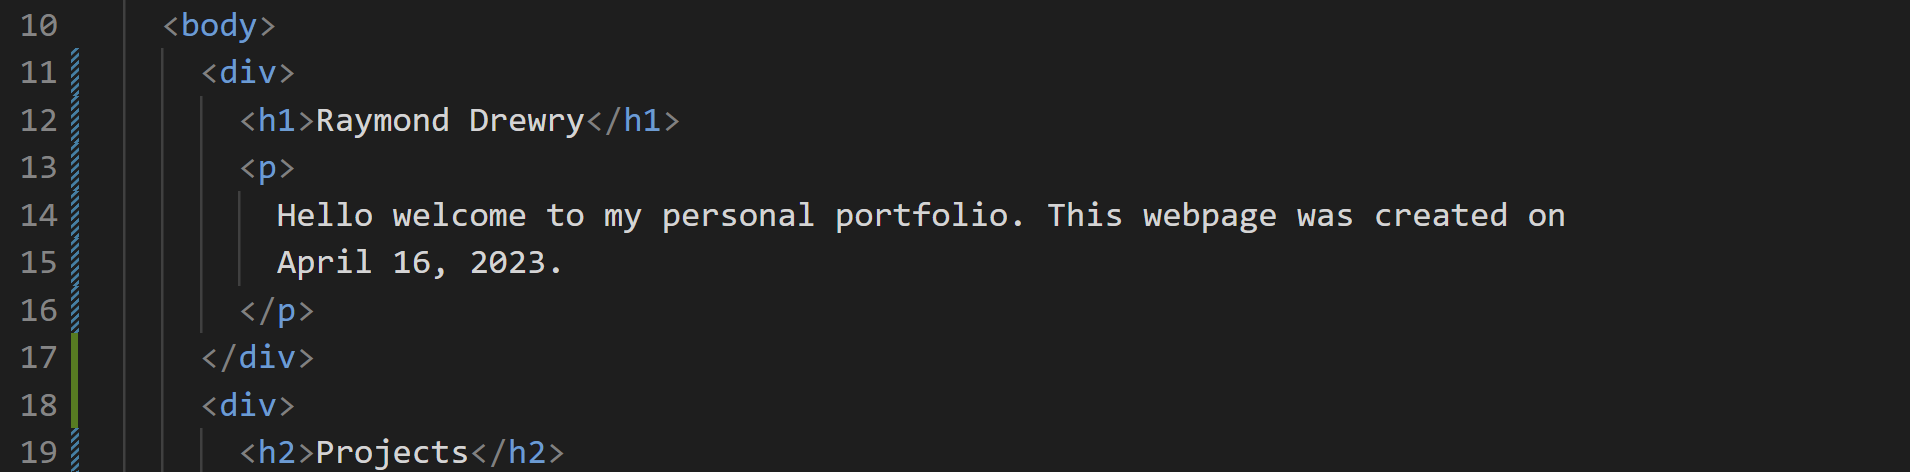 10 <body>
11 <div>
12 <h1>Raymond Drewry</h1>
13 <p>
14 Hello welcome to my personal portfolio. This webpage was created on
15 April 16, 2023.
16 </p>
17 </div>
18 <div>
19 <h2>Projects</h2>